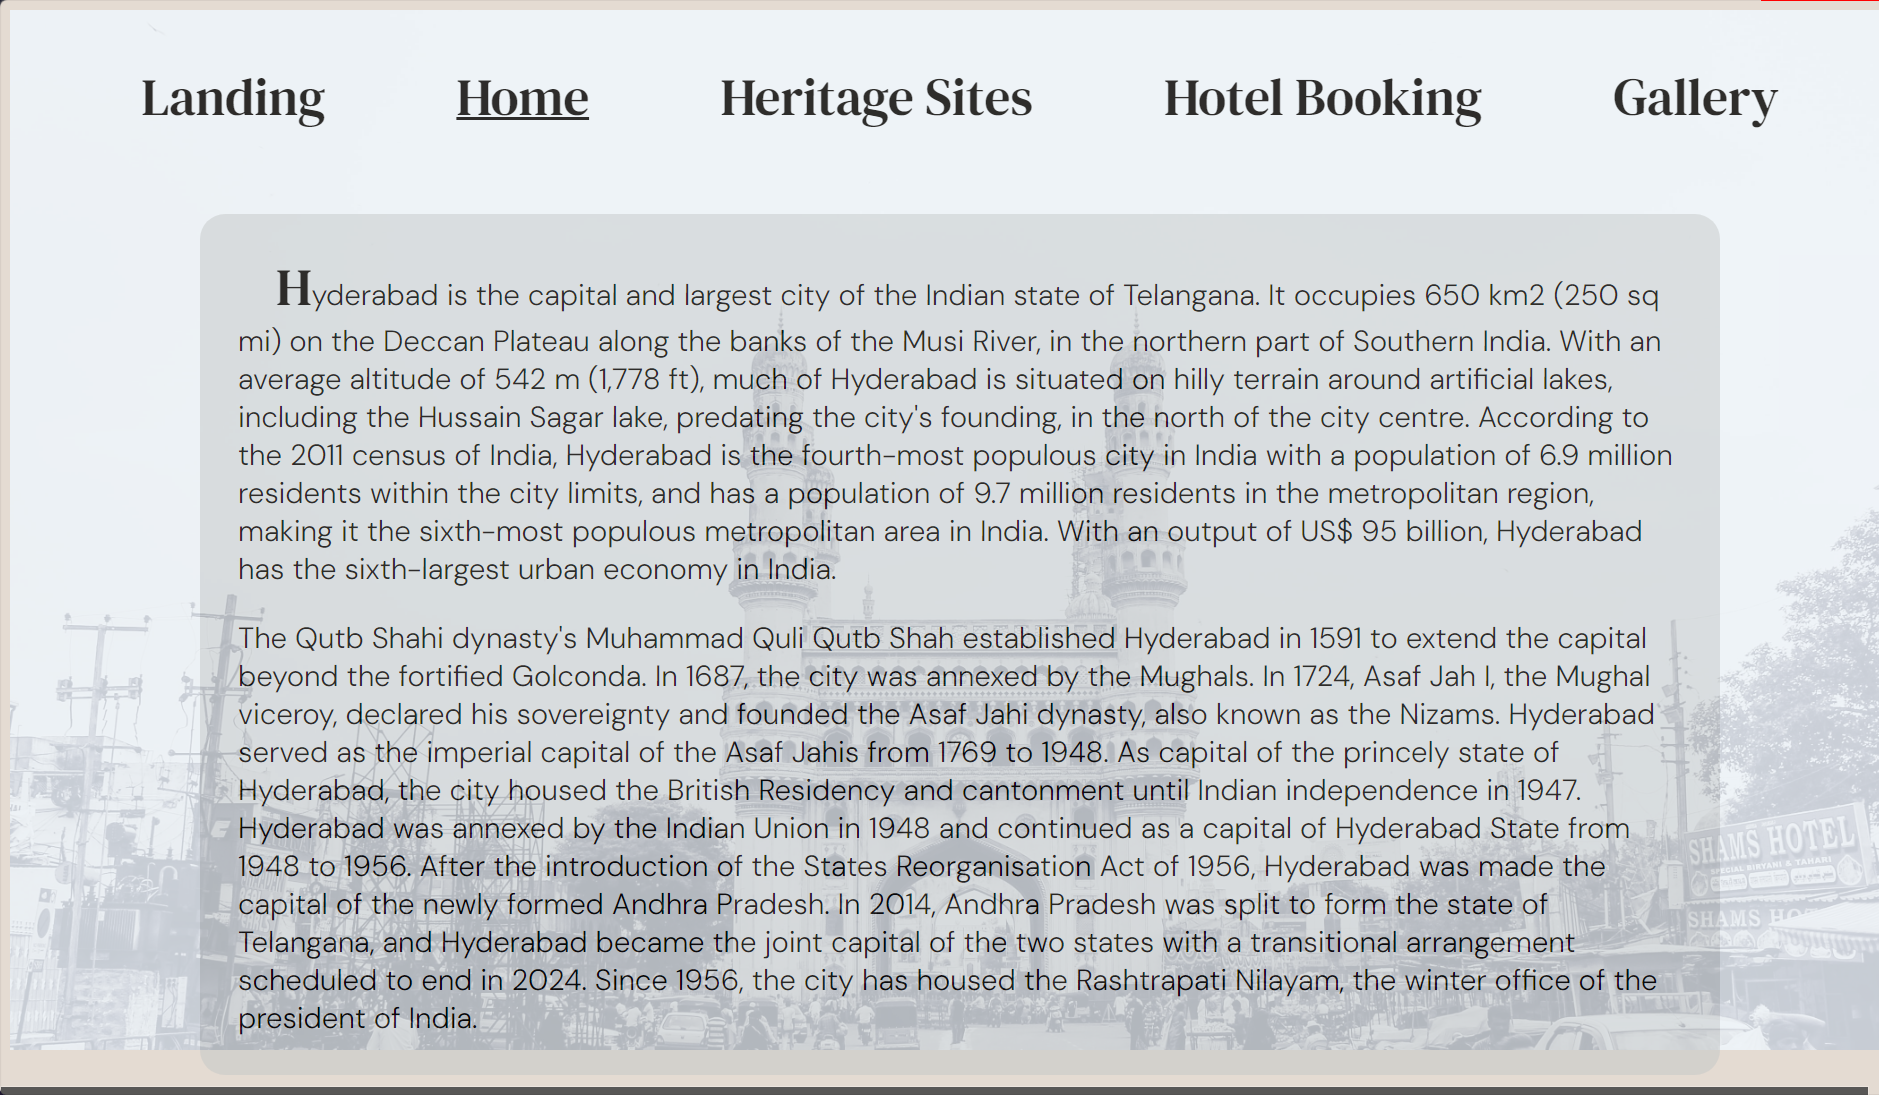 Landing Home Heritage Sites Hotel Booking Gallery
Hyderabad is the capital and largest city of the Indian state of Telangana. It occupies 650 km2 (250 sq
mi) on the Deccan Plateau along the banks of the Musi River, in the northern part of Southern India. With an
average altitude of 542 m (1,778 ft), much of Hyderabad is situated on hilly terrain around artificial lakes,
including the Hussain Sagar lake, predating the city's founding, in the north of the city centre. According to
the 2011 census of India, Hyderabad is the fourth-most populous city in India with a population of 6.9 million
residents within the city limits, and has a population of 9.7 million residents in the metropolitan region,
making it the sixth-most populous metropolitan area in India. With an output of US$ 95 billion, Hyderabad
has the sixth-largest urban economy in India.
The Qutb Shahi dynasty's Muhammad Quli Qutb Shah established Hyderabad in 1591 to extend the capital
beyond the fortified Golconda. In 1687, the city was annexed by the Mughals. In 1724, Asaf Jah I, the Mughal
viceroy, declared his sovereignty and founded the Asaf Jahi dynasty, also known as the Nizams. Hyderabad
served as the imperial capital of the Asaf Jahis from 1769 to 1948. As capital of the princely state of
Hyderabad, the city housed the British Residency and cantonment until Indian independence in 1947.
Hyderabad was annexed by the Indian Union in 1948 and continued as a capital of Hyderabad State from
1948 to 1956. After the introduction of the States Reorganisation Act of 1956, Hyderabad was made the
capital of the newly formed Andhra Pradesh. In 2014, Andhra Pradesh was split to form the state of
Telangana, and Hyderabad became the joint capital of the two states with a transitional arrangement
scheduled to end in 2024. Since 1956, the city has housed the Rashtrapati Nilayam, the winter office of the
president of India.
SHAMS HOTEL
SPECIAL BIRYANI & TAHARI
SHAMS